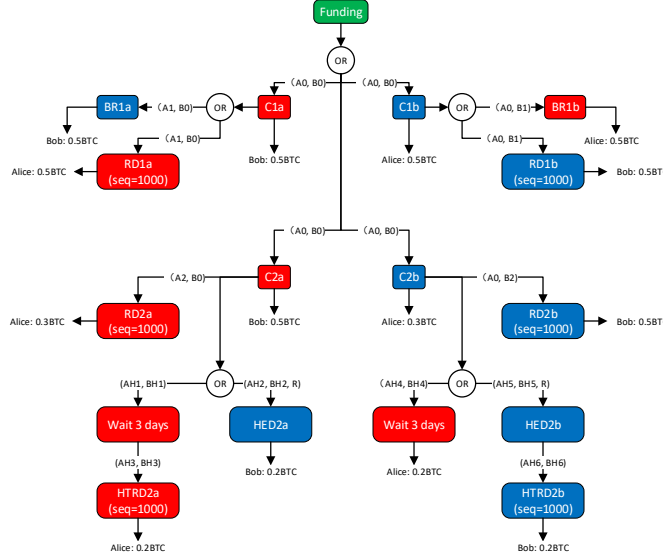 Funding
OR
(A0, B0)
(A0, B0)
BR1a
(A1, B0)
OR
C1a
C1b
OR
(A0, B1)
BR1b
Bob: 0.5BTC
(A1, B0)
Bob: 0.5BTC
Alice: 0.5BTC
(A0, B1)
Alice: 0.5BTC
Alice: 0.5BTC
RD1a
(seq=1000)
RD1b
(seq=1000)
Bob: 0.5BT
(A0, B0)
(A0, B0)
(A2, B0)
C2a
C2b
(A0, B2)
Alice: 0.3BTC
RD2a
(seq=1000)
Bob: 0.5BTC
Alice: 0.3BTC
RD2b
(seq=1000)
Bob: 0.5BT
(AH1, BH1)
OR
(AH2, BH2, R)
(AH4, BH4)
OR
(AH5, BH5, R)
Wait 3 days
HED2a
Wait 3 days
HED2b
(AH3, BH3)
Bob: 0.2BTC
Alice: 0.2BTC
(AH6, BH6)
HTRD2a
(seq=1000)
HTRD2b
(seq=1000)
Alice: 0.2BTC
Bob: 0.2BTC